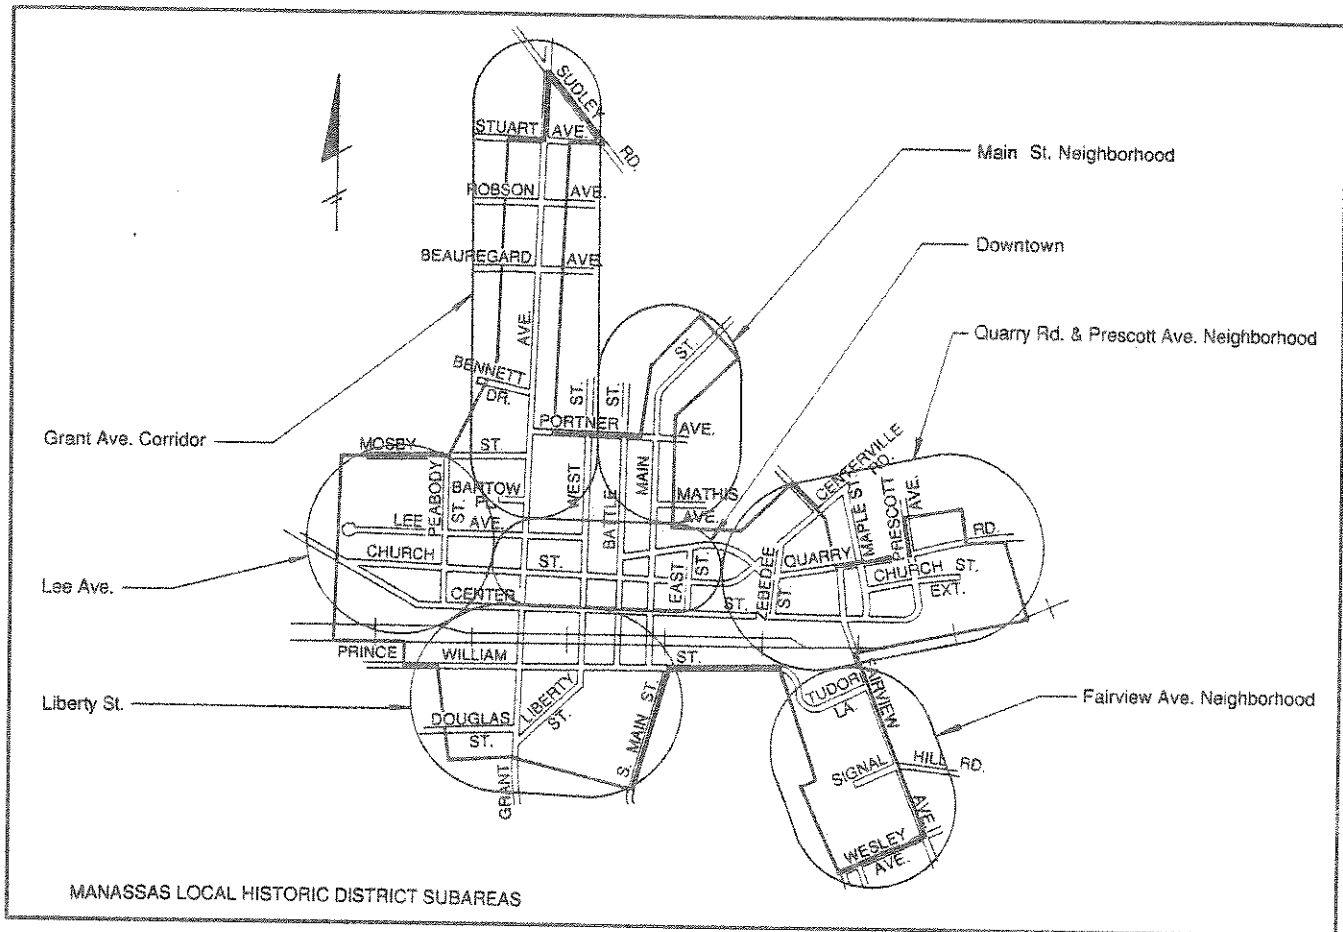 SUDLEY
RD.
STUART AVE.
ROBSON AVE.
BEAUREGARD AVE.
AVE.
BENNETT
DR.
ST.
ST.
ST.
PORTNER AVE.
Main St. Neighborhood
Downtown
Quarry Rd. & Prescott Ave. Neighborhood
Grant Ave. Corridor
MOSBY ST.
PEABODY
ST.
BARTOW
PL.
WEST
BATTLE
MAIN
MATHIS
AVE.
CENTERVILLE
RD.
MAPLE ST.
PRESCOTT
AVE.
LEE AVE.
CHURCH ST.
EAST
ST.
ZEBEDEE
ST.
QUARRY RD.
CHURCH ST.
EXT.
Lee Ave.
CENTER ST.
PRINCE WILLIAM ST.
Liberty St.
LIBERTY
ST.
DOUGLAS
ST.
GRANT
S. MAIN ST.
TUDOR
LA.
FAIRVIEW
AVE.
Fairview Ave. Neighborhood
SIGNAL HILL RD.
WESLEY
AVE.
MANASSAS LOCAL HISTORIC DISTRICT SUBAREAS